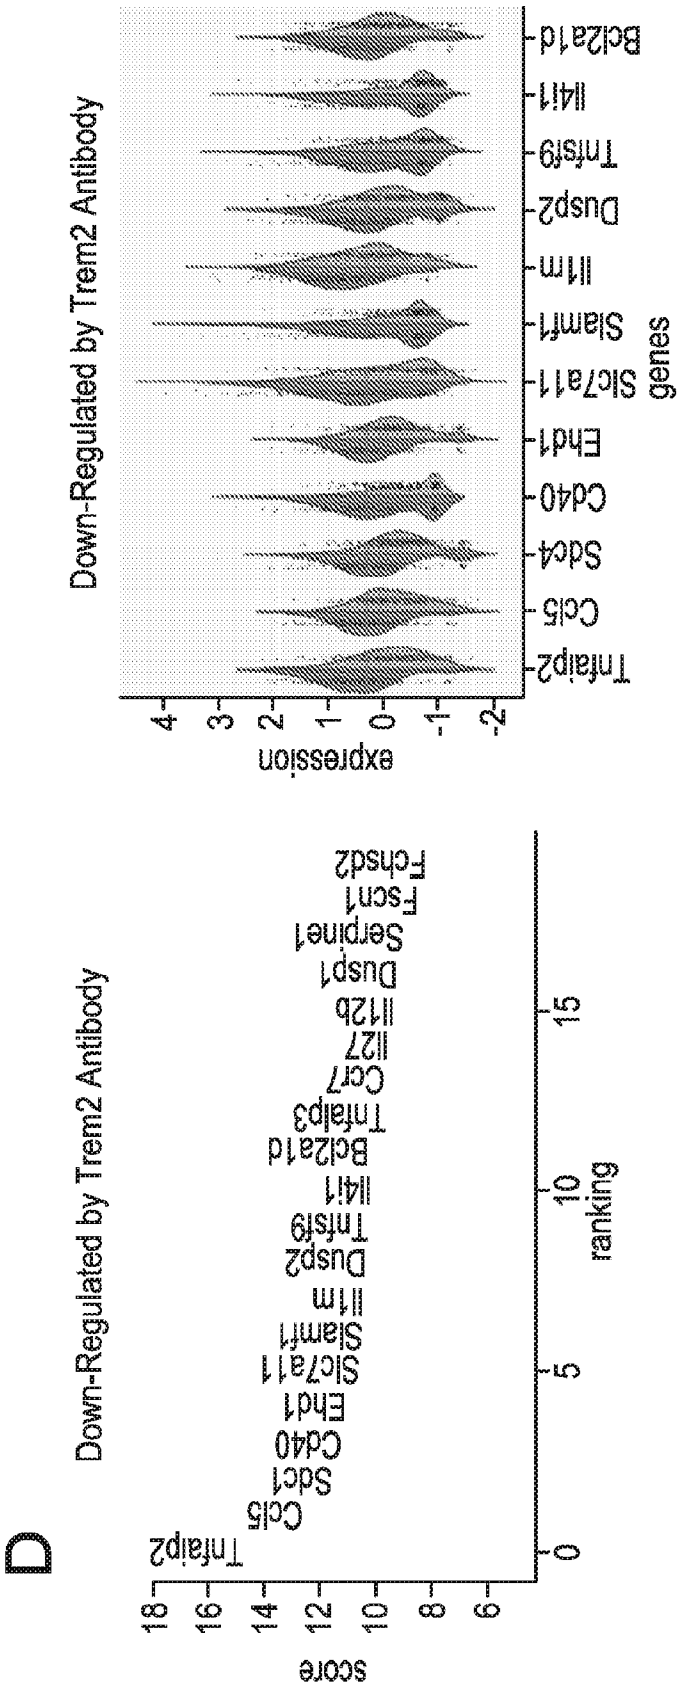 D
Down-Regulated by Trem2 Antibody
score
18
16
14
12
10
8
6
Tnfaip2
Ccl5
Sdc1
Cd40
Ehd1
Slc7a11
Slamf1
Il1rn
Dusp2
Tnfsf9
Il4i1
Bcl2a1d
Tnfalp3
Ccr7
Il27
Il12b
Dusp1
Serpine1
Fscn1
Fchsd2
0
5
10
15
ranking
Down-Regulated by Trem2 Antibody
expression
4
3
2
1
0
-1
-2
Tnfaip2
Ccl5
Sdc4
Cd40
Ehd1
Slc7a11
Slamf1
Il1rn
Dusp2
Tnfsf9
Il4i1
Bcl2a1d
genes